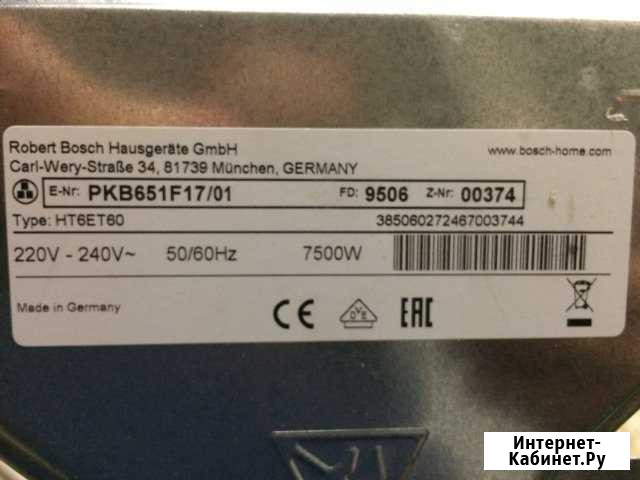 Robert Bosch Hausgeräte GmbH
www.bosch-home.com
Carl-Wery-Straße 34, 81739 München, GERMANY
E-Nr: PKB651F17/01 FD: 9506 Z-Nr: 00374
Type: HT6ET60 385060272467003744
220V - 240V~ 50/60Hz 7500W
Made in Germany
CE DVE EAC
Интернет-
Кабинет.Ру